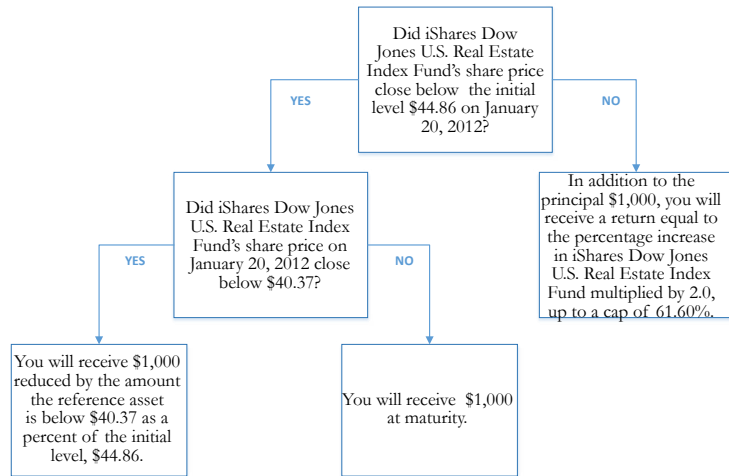 Did iShares Dow
Jones U.S. Real Estate
Index Fund's share price
close below the initial
level $44.86 on January
20, 2012?
YES
NO
Did iShares Dow Jones
U.S. Real Estate Index
Fund's share price on
January 20, 2012 close
below $40.37?
In addition to the
principal $1,000, you will
receive a return equal to
the percentage increase
in iShares Dow Jones
U.S. Real Estate Index
Fund multiplied by 2.0,
up to a cap of 61.60%.
YES
NO
You will receive $1,000
reduced by the amount
the reference asset
is below $40.37 as a
percent of the initial
level, $44.86.
You will receive $1,000
at maturity.